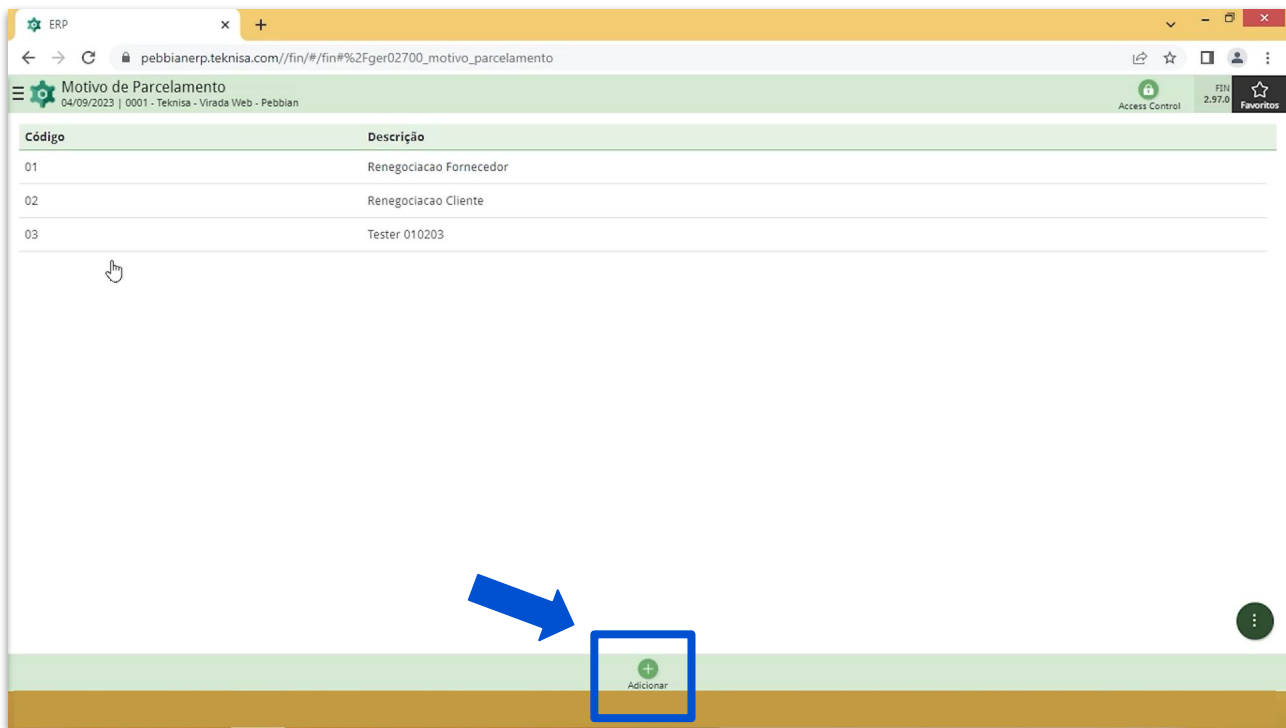 ERP
pebbianerp.teknisa.com//fin/#/fin#%2Fger02700_motivo_parcelamento
Motivo de Parcelamento
04/09/2023 | 0001 - Teknisa - Virada Web - Pebbian
Access Control
FIN
2.97.0
Favoritos
Código Descrição
01 Renegociacao Fornecedor
02 Renegociacao Cliente
03 Tester 010203
Adicionar